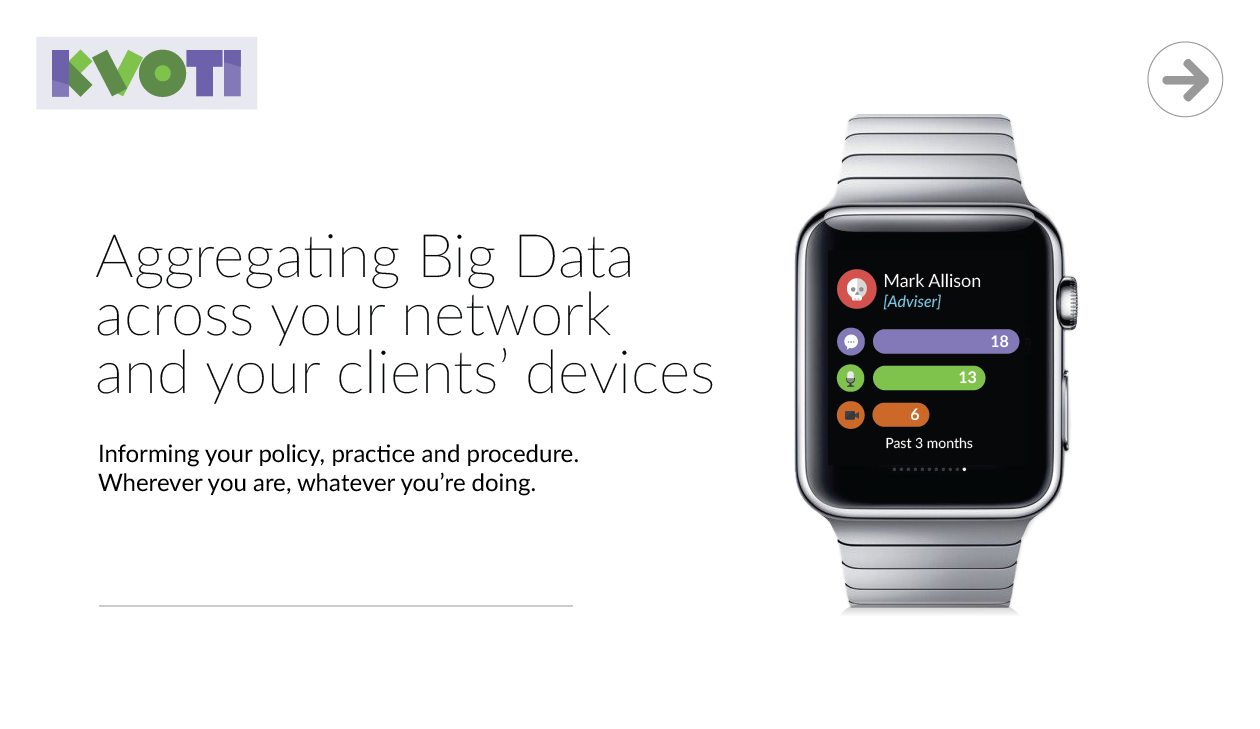 KVOTI
Aggregating Big Data
across your network
and your clients’ devices
Informing your policy, practice and procedure.
Wherever you are, whatever you’re doing.
Mark Allison
[Adviser]
18
13
6
Past 3 months